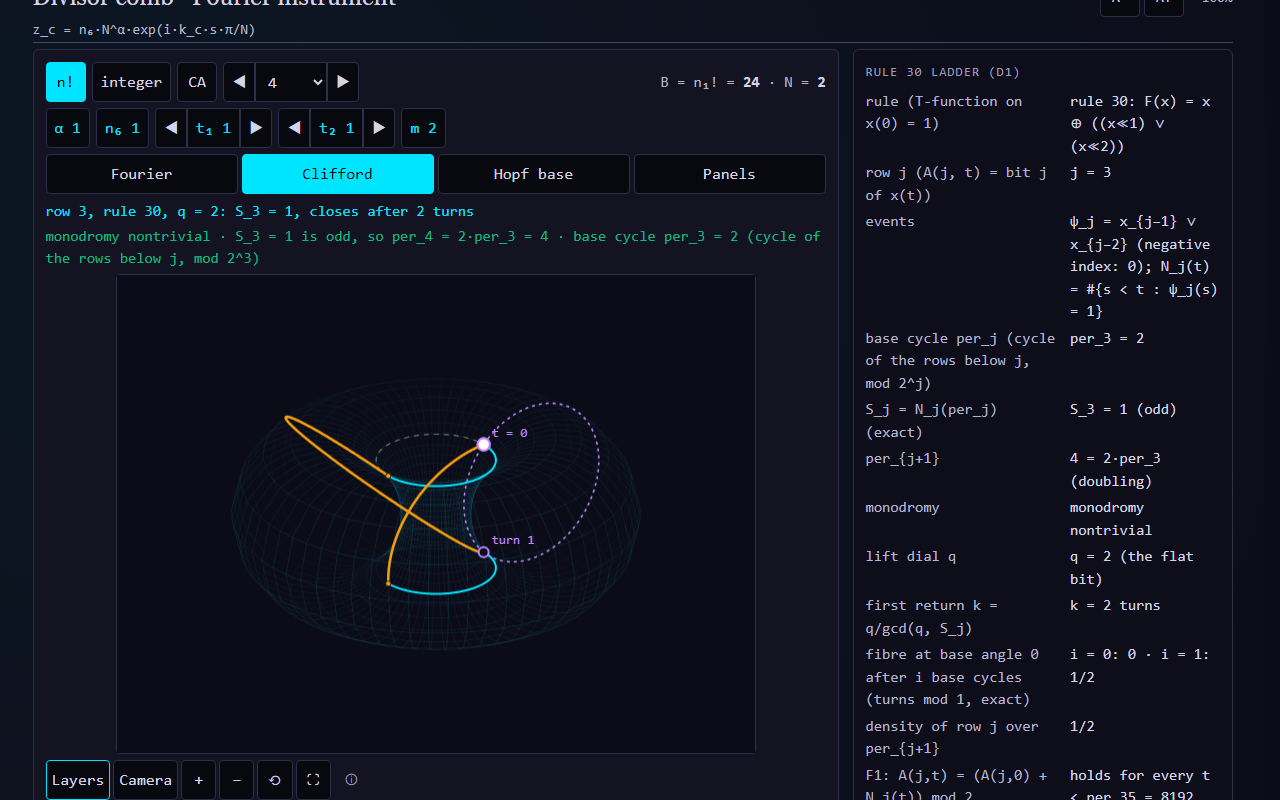 Divisor comb · Fourier instrument
z_c = n₆·N^α·exp(i·k_c·s·π/N)
n! integer CA ◀ 4 ▶ B = n₁! = 24 · N = 2
α 1 n₆ 1 ◀ t₁ 1 ▶ ◀ t₂ 1 ▶ m 2
Fourier Clifford Hopf base Panels
row 3, rule 30, q = 2: S_3 = 1, closes after 2 turns
monodromy nontrivial · S_3 = 1 is odd, so per_4 = 2·per_3 = 4 · base cycle per_3 = 2 (cycle of
the rows below j, mod 2^3)
t = 0
turn 1
Layers Camera + − ⟲ ⛶ ⓘ
RULE 30 LADDER (D1)
rule (T-function on
x(0) = 1)
rule 30: F(x) = x
⊕ ((x≪1) ∨
(x≪2))
row j (A(j, t) = bit j
of x(t))
j = 3
events
ψ_j = x_{j−1} ∨
x_{j−2} (negative
index: 0); N_j(t)
= #{s < t : ψ_j(s)
= 1}
base cycle per_j (cycle
of the rows below j,
mod 2^j)
per_3 = 2
S_j = N_j(per_j)
(exact)
S_3 = 1 (odd)
per_{j+1}
4 = 2·per_3
(doubling)
monodromy
monodromy
nontrivial
lift dial q
q = 2 (the flat
bit)
first return k =
q/gcd(q, S_j)
k = 2 turns
fibre at base angle 0
after i base cycles
(turns mod 1, exact)
i = 0: 0 · i = 1:
1/2
density of row j over
per_{j+1}
1/2
F1: A(j,t) = (A(j,0) +
N_j(t)) mod 2
holds for every t
< per_35 = 8192